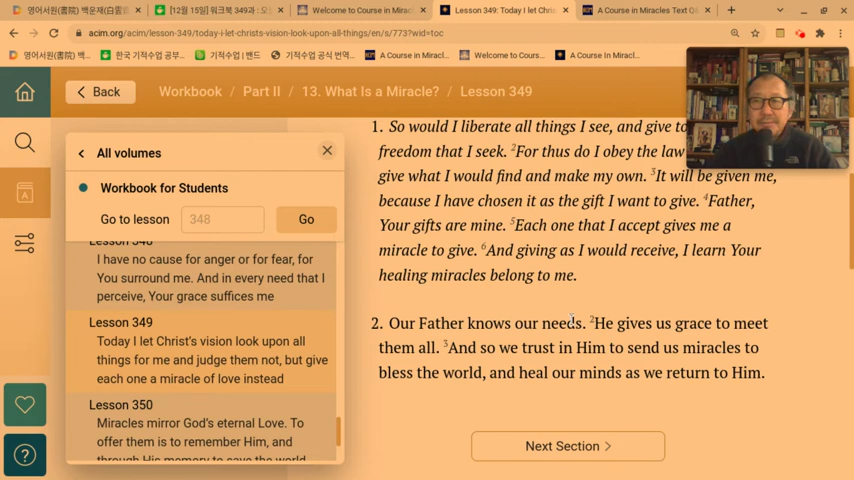 영어서원(書院) 백운재(白雲
[12월 15일] 워크북 349과 : 오
Welcome to Course in Miracl
Lesson 349: Today I let Chris
A Course in Miracles Text Q&
acim.org/acim/lesson-349/today-i-let-christs-vision-look-upon-all-things/en/s/773?wid=toc
영어서원(書院) 백...
한국 기적수업 공부...
기적수업 | 밴드
기적수업 공식 번역...
A Course in Miracl...
Welcome to Cours...
A Course In Miracl...
Back
Workbook
Part II
13. What Is a Miracle?
Lesson 349
All volumes
Workbook for Students
Go to lesson
348
Go
Lesson 348
I have no cause for anger or for fear, for
You surround me. And in every need that I
perceive, Your grace suffices me
Lesson 349
Today I let Christ's vision look upon all
things for me and judge them not, but give
each one a miracle of love instead
Lesson 350
Miracles mirror God's eternal Love. To
offer them is to remember Him, and
through His memory to save the world
1. So would I liberate all things I see, and give to
freedom that I seek. 2For thus do I obey the law
give what I would find and make my own. 3It will be given me,
because I have chosen it as the gift I want to give. 4Father,
Your gifts are mine. 5Each one that I accept gives me a
miracle to give. 6And giving as I would receive, I learn Your
healing miracles belong to me.
2. Our Father knows our needs. 2He gives us grace to meet
them all. 3And so we trust in Him to send us miracles to
bless the world, and heal our minds as we return to Him.
Next Section